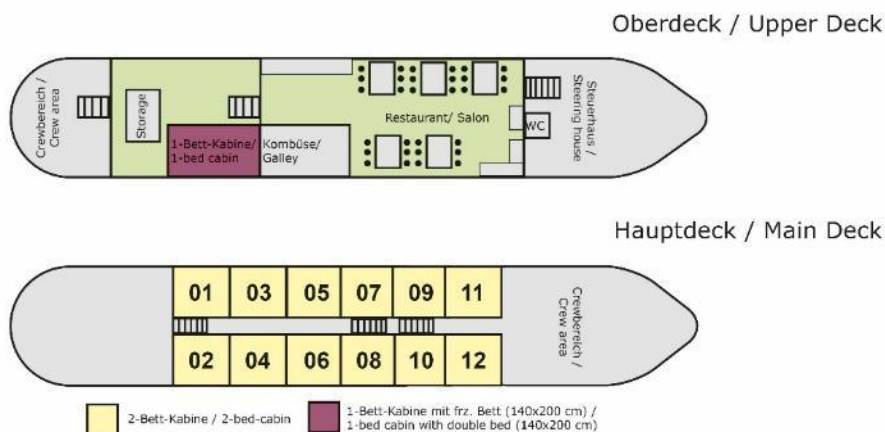 Oberdeck / Upper Deck
Crewbereich /
Crew area
Storage
1-Bett-Kabine/
1-bed cabin
Kombüse/
Galley
Restaurant/ Salon
WC
Steuerhaus /
Steering house
Hauptdeck / Main Deck
01 03 05 07 09 11
02 04 06 08 10 12
Crewbereich /
Crew area
2-Bett-Kabine / 2-bed-cabin
1-Bett-Kabine mit frz. Bett (140x200 cm) /
1-bed cabin with double bed (140x200 cm)